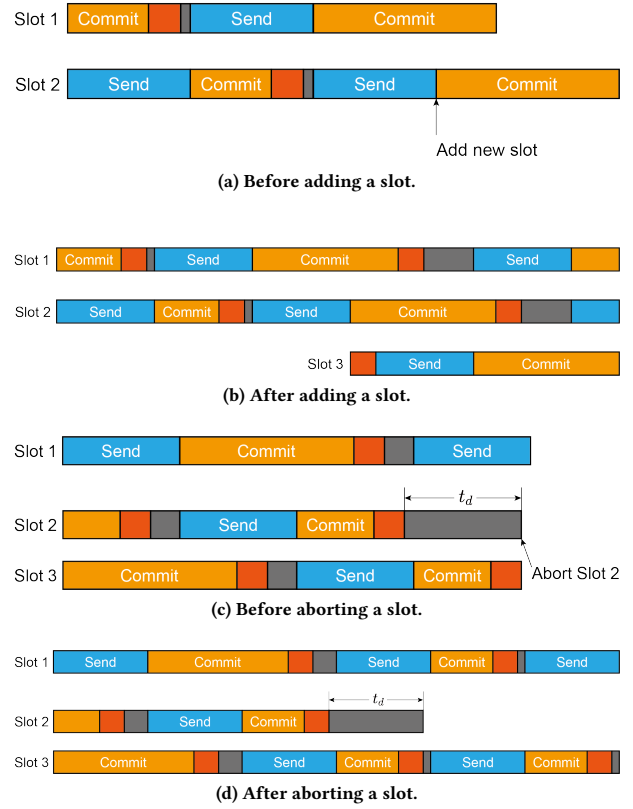 Slot 1 Commit Send Commit
Slot 2 Send Commit Send Commit
Add new slot
(a) Before adding a slot.
Slot 1 Commit Send Commit Send
Slot 2 Send Commit Send Commit
Slot 3 Send Commit
(b) After adding a slot.
Slot 1 Send Commit Send
t_d
Slot 2 Send Commit
Abort Slot 2
Slot 3 Commit Send Commit
(c) Before aborting a slot.
Slot 1 Send Commit Send Commit Send
t_d
Slot 2 Send Commit
Slot 3 Commit Send Commit Send Commit
(d) After aborting a slot.